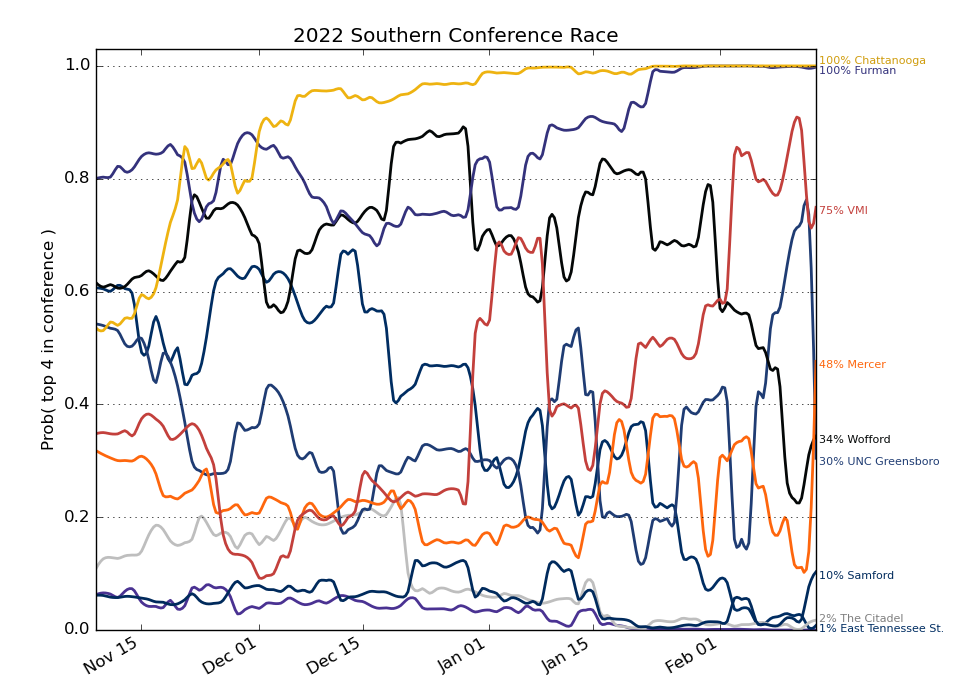 2022 Southern Conference Race
Prob( top 4 in conference )
1.0
0.8
0.6
0.4
0.2
0.0
Nov 15
Dec 01
Dec 15
Jan 01
Jan 15
Feb 01
100% Chattanooga
100% Furman
75% VMI
48% Mercer
34% Wofford
30% UNC Greensboro
10% Samford
2% The Citadel
1% East Tennessee St.